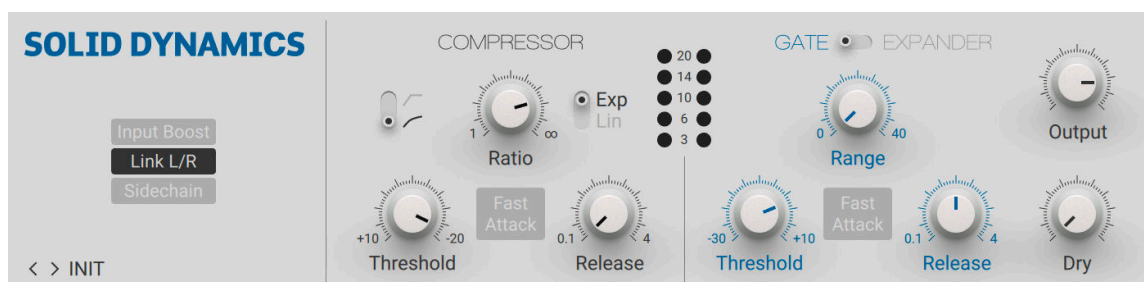 SOLID DYNAMICS
Input Boost
Link L/R
Sidechain
< > INIT
COMPRESSOR
Exp
Lin
1 ∞
Ratio
+10 -20
Threshold
Fast
Attack
0.1 4
Release
20
14
10
6
3
GATE EXPANDER
0 40
Range
-30 +10
Threshold
Fast
Attack
0.1 4
Release
Output
Dry